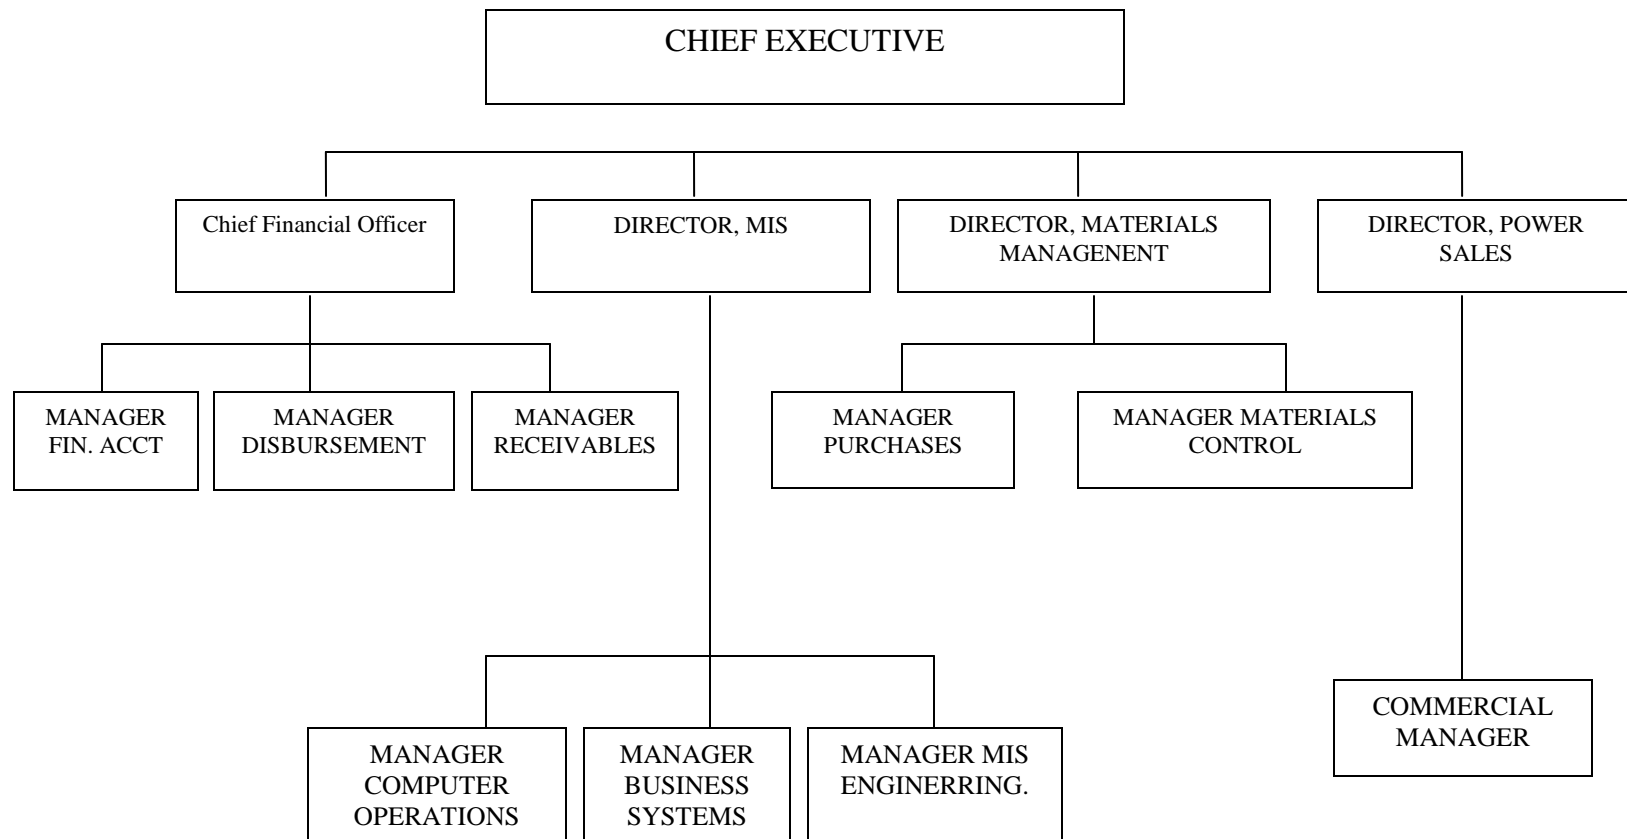 CHIEF EXECUTIVE
Chief Financial Officer
DIRECTOR, MIS
DIRECTOR, MATERIALS
MANAGENENT
DIRECTOR, POWER
SALES
MANAGER
FIN. ACCT
MANAGER
DISBURSEMENT
MANAGER
RECEIVABLES
MANAGER
PURCHASES
MANAGER MATERIALS
CONTROL
COMMERCIAL
MANAGER
MANAGER
COMPUTER
OPERATIONS
MANAGER
BUSINESS
SYSTEMS
MANAGER MIS
ENGINERRING.